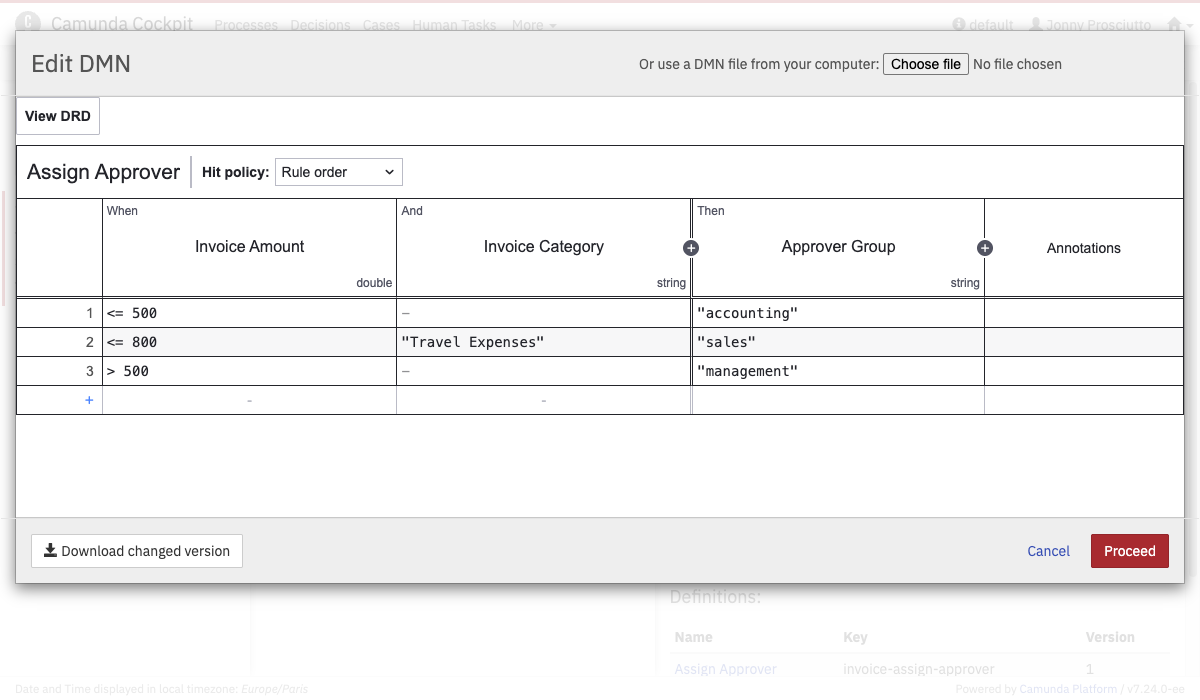 C Camunda Cockpit Processes Decisions Cases Human Tasks More default Jonny Prosciutto
Edit DMN Or use a DMN file from your computer: Choose file No file chosen
View DRD
Assign Approver Hit policy: Rule order
When And Then
Invoice Amount Invoice Category + Approver Group + Annotations
double string string
1 <= 500 – "accounting"
2 <= 800 "Travel Expenses" "sales"
3 > 500 – "management"
+ - -
Download changed version Cancel Proceed
Definitions:
Name Key Version
Assign Approver invoice-assign-approver 1
Date and Time displayed in local timezone: Europe/Paris Powered by Camunda Platform / v7.24.0-ee